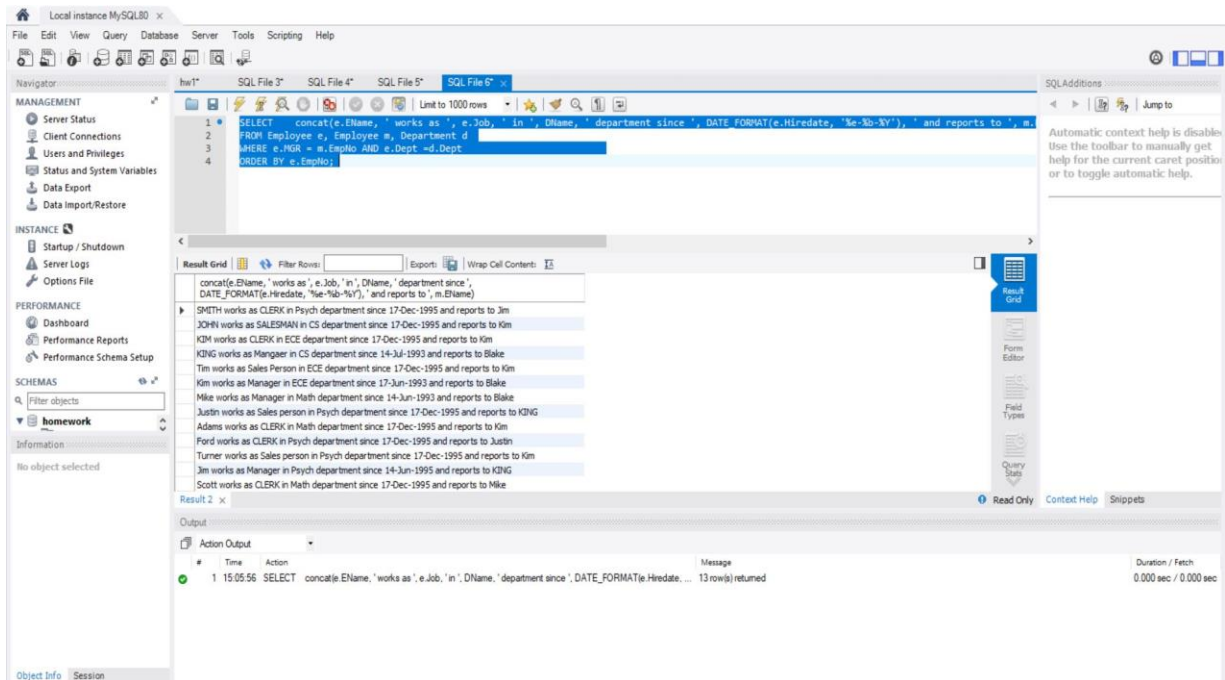 Local instance MySQL80 ×
File Edit View Query Database Server Tools Scripting Help
Navigator
MANAGEMENT
Server Status
Client Connections
Users and Privileges
Status and System Variables
Data Export
Data Import/Restore
INSTANCE
Startup / Shutdown
Server Logs
Options File
PERFORMANCE
Dashboard
Performance Reports
Performance Schema Setup
SCHEMAS
Filter objects
homework
Information
No object selected
Object Info Session
hw1* SQL File 3* SQL File 4* SQL File 5* SQL File 6* ×
Limit to 1000 rows
1 SELECT concat(e.EName, ' works as ', e.Job, ' in ', DName, ' department since ', DATE_FORMAT(e.Hiredate, '%e-%b-%Y'), ' and reports to ', m.
2 FROM Employee e, Employee m, Department d
3 WHERE e.MGR = m.EmpNo AND e.Dept =d.Dept
4 ORDER BY e.EmpNo;
Result Grid Filter Rows: Export: Wrap Cell Content:
concat(e.EName, ' works as ', e.Job, ' in ', DName, ' department since ',
DATE_FORMAT(e.Hiredate, '%e-%b-%Y'), ' and reports to ', m.EName)
SMITH works as CLERK in Psych department since 17-Dec-1995 and reports to Jim
JOHN works as SALESMAN in CS department since 17-Dec-1995 and reports to Kim
KIM works as CLERK in ECE department since 17-Dec-1995 and reports to Kim
KING works as Mangaer in CS department since 14-Jul-1993 and reports to Blake
Tim works as Sales Person in ECE department since 17-Dec-1995 and reports to Kim
Kim works as Manager in ECE department since 17-Jun-1993 and reports to Blake
Mike works as Manager in Math department since 14-Jun-1993 and reports to Blake
Justin works as Sales person in Psych department since 17-Dec-1995 and reports to KING
Adams works as CLERK in Math department since 17-Dec-1995 and reports to Kim
Ford works as CLERK in Psych department since 17-Dec-1995 and reports to Justin
Turner works as Sales person in Psych department since 17-Dec-1995 and reports to Kim
Jim works as Manager in Psych department since 14-Jun-1995 and reports to KING
Scott works as CLERK in Math department since 17-Dec-1995 and reports to Mike
Result Grid
Form Editor
Field Types
Query Stats
Result 2 × Read Only
SQLAdditions
Jump to
Automatic context help is disable
Use the toolbar to manually get
help for the current caret position
or to toggle automatic help.
Context Help Snippets
Output
Action Output
# Time Action Message Duration / Fetch
1 15:05:56 SELECT concat(e.EName, ' works as ', e.Job, ' in ', DName, ' department since ', DATE_FORMAT(e.Hiredate, ... 13 row(s) returned 0.000 sec / 0.000 sec